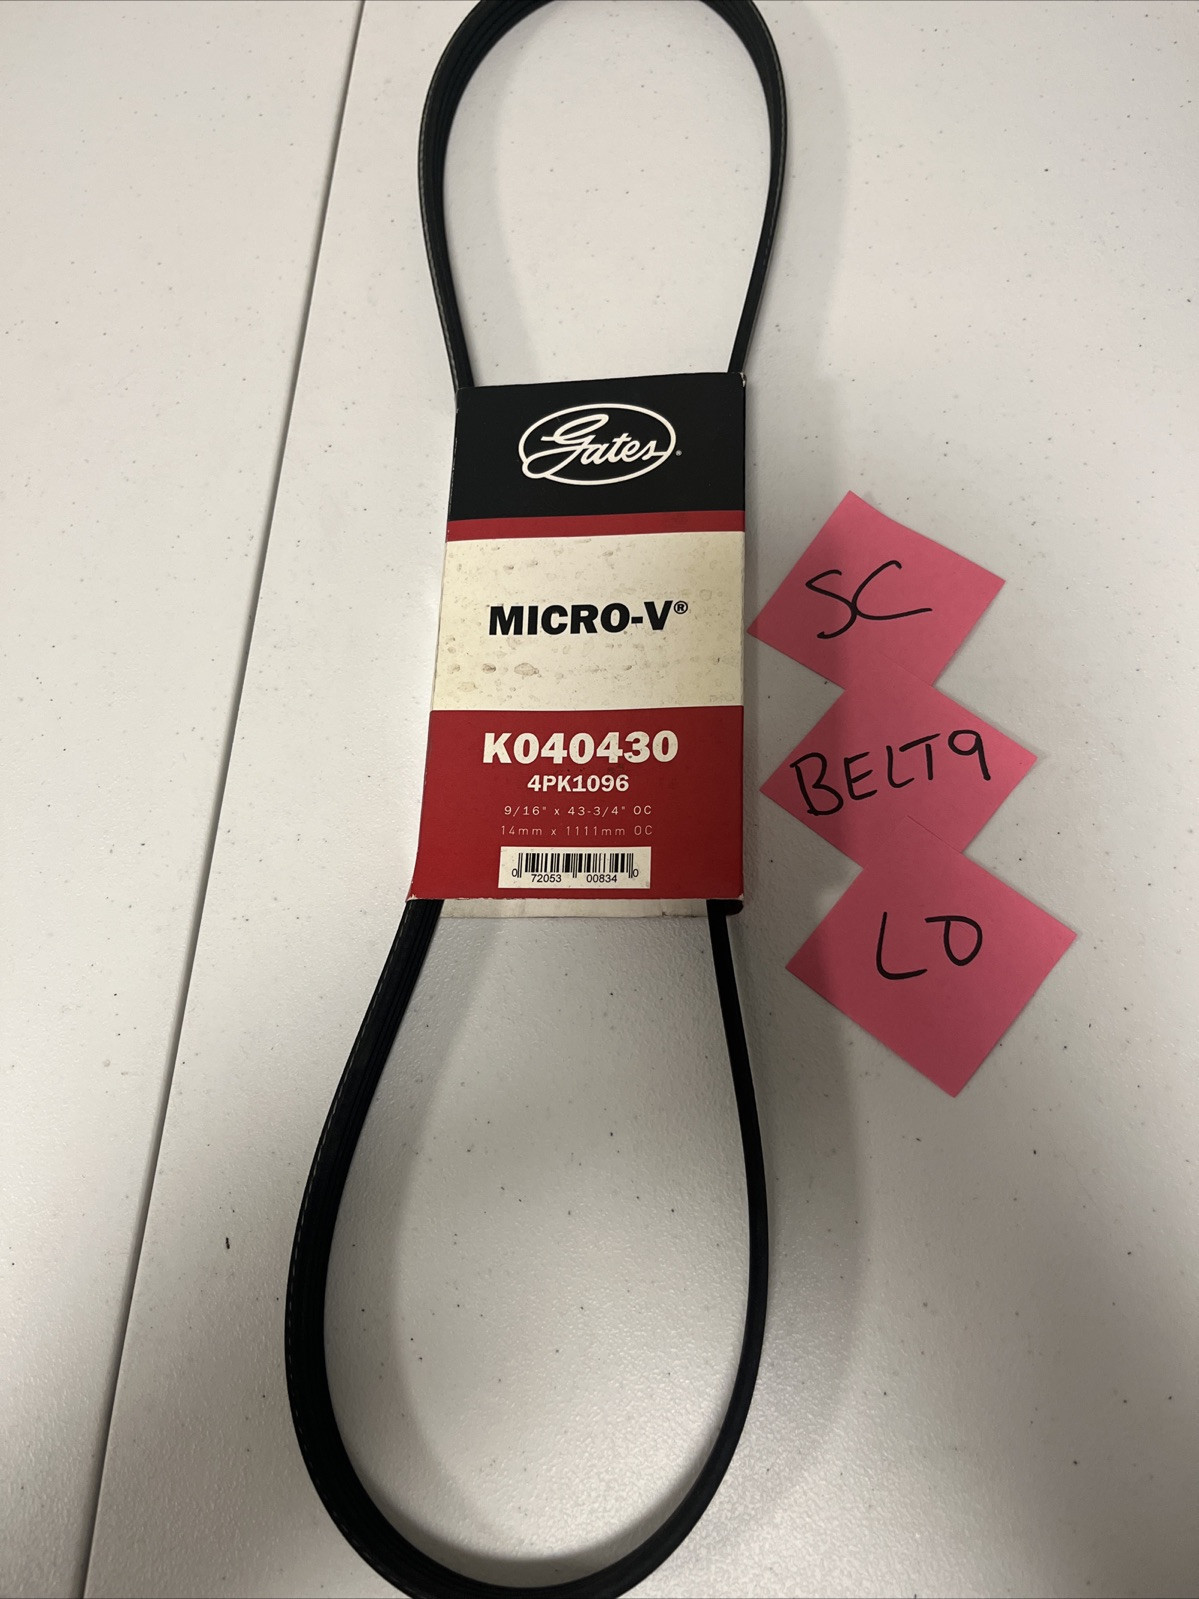 Gates®
MICRO-V®
K040430
4PK1096
9/16" x 43-3/4" OC
14mm x 1111mm OC
0 72053 00834 0
SC
BELT9
LO